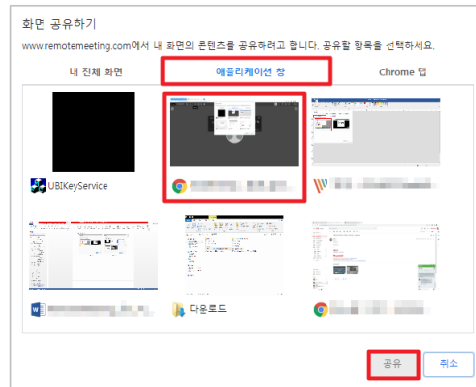 화면 공유하기
www.remotemeeting.com에서 내 화면의 콘텐츠를 공유하려고 합니다. 공유할 항목을 선택하세요.
내 전체 화면 애플리케이션 창 Chrome 탭
UBIKeyService
다운로드
공유 취소